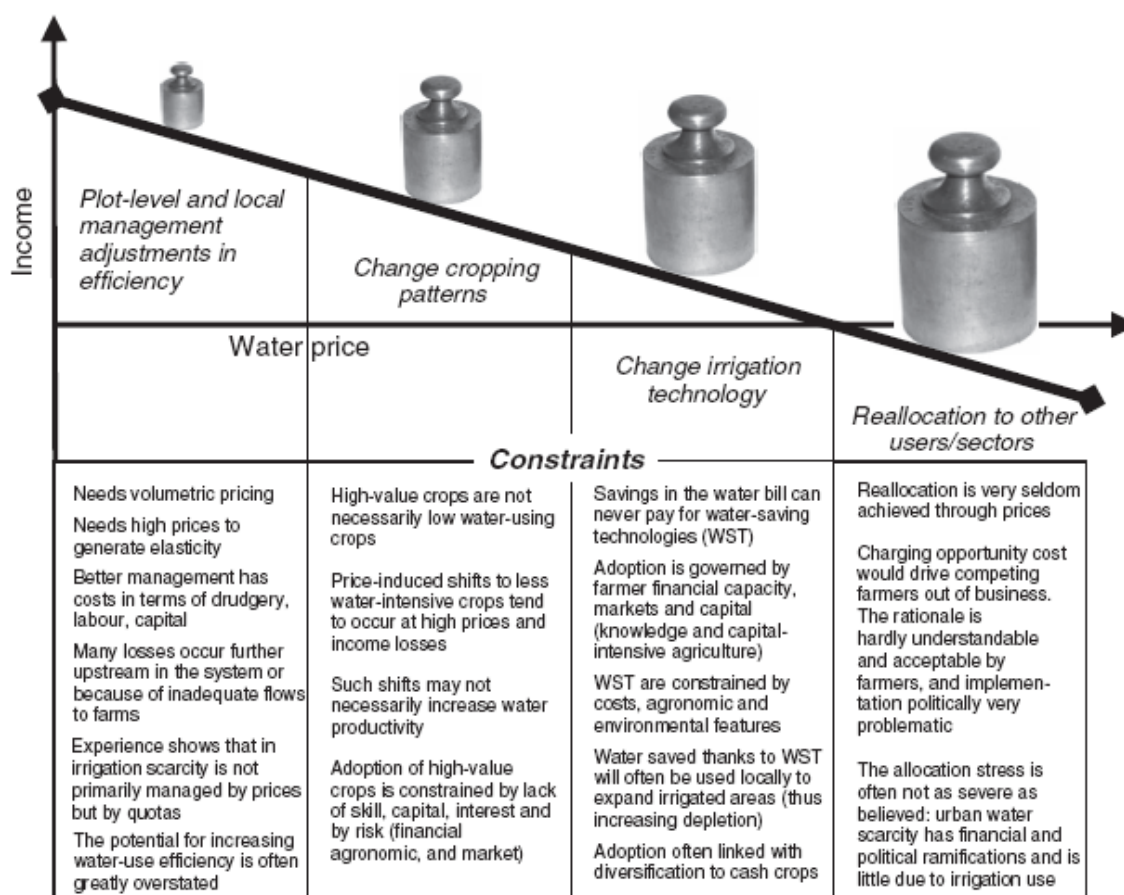 Income
Plot-level and local
management
adjustments in
efficiency
Change cropping
patterns
Water price
Change irrigation
technology
Reallocation to other
users/sectors
Constraints
Needs volumetric pricing
Needs high prices to
generate elasticity
Better management has
costs in terms of drudgery,
labour, capital
Many losses occur further
upstream in the system or
because of inadequate flows
to farms
Experience shows that in
irrigation scarcity is not
primarily managed by prices
but by quotas
The potential for increasing
water-use efficiency is often
greatly overstated
High-value crops are not
necessarily low water-using
crops
Price-induced shifts to less
water-intensive crops tend
to occur at high prices and
income losses
Such shifts may not
necessarily increase water
productivity
Adoption of high-value
crops is constrained by lack
of skill, capital, interest and
by risk (financial
agronomic, and market)
Savings in the water bill can
never pay for water-saving
technologies (WST)
Adoption is governed by
farmer financial capacity,
markets and capital
(knowledge and capital-
intensive agriculture)
WST are constrained by
costs, agronomic and
environmental features
Water saved thanks to WST
will often be used locally to
expand irrigated areas (thus
increasing depletion)
Adoption often linked with
diversification to cash crops
Reallocation is very seldom
achieved through prices
Charging opportunity cost
would drive competing
farmers out of business.
The rationale is
hardly understandable
and acceptable by
farmers, and implemen-
tation politically very
problematic
The allocation stress is
often not as severe as
believed: urban water
scarcity has financial and
political ramifications and is
little due to irrigation use